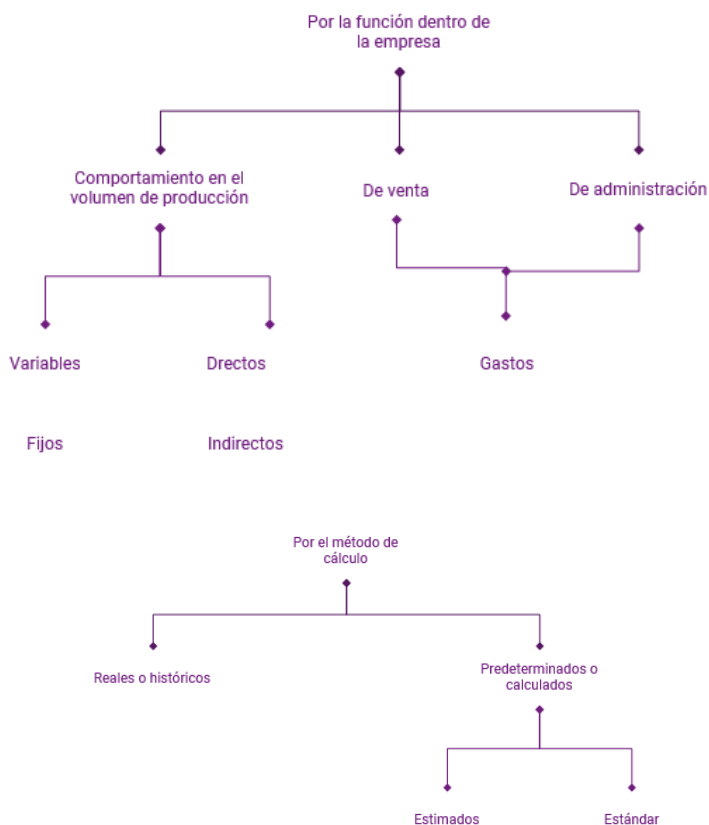 Por la función dentro de
la empresa
Comportamiento en el
volumen de producción
De venta
De administración
Variables
Drectos
Gastos
Fijos
Indirectos
Por el método de
cálculo
Reales o históricos
Predeterminados o
calculados
Estimados
Estándar